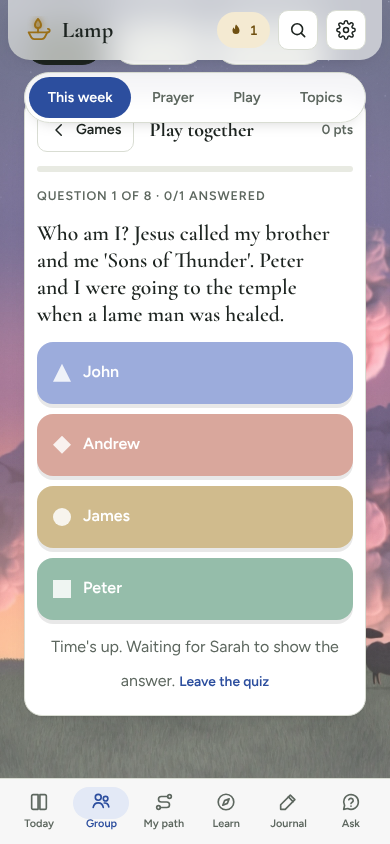 Lamp
1
This week
Prayer
Play
Topics
Games
Play together
0 pts
QUESTION 1 OF 8 · 0/1 ANSWERED
Who am I? Jesus called my brother
and me 'Sons of Thunder'. Peter
and I were going to the temple
when a lame man was healed.
John
Andrew
James
Peter
Time's up. Waiting for Sarah to show the
answer. Leave the quiz
Today
Group
My path
Learn
Journal
Ask